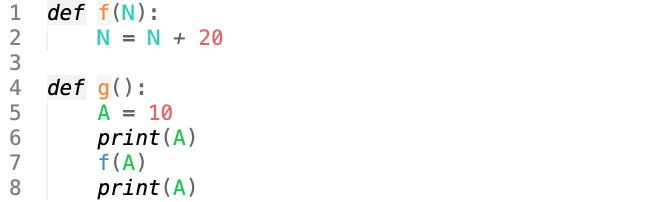 1 def f(N):
2     N = N + 20
3
4 def g():
5     A = 10
6     print(A)
7     f(A)
8     print(A)